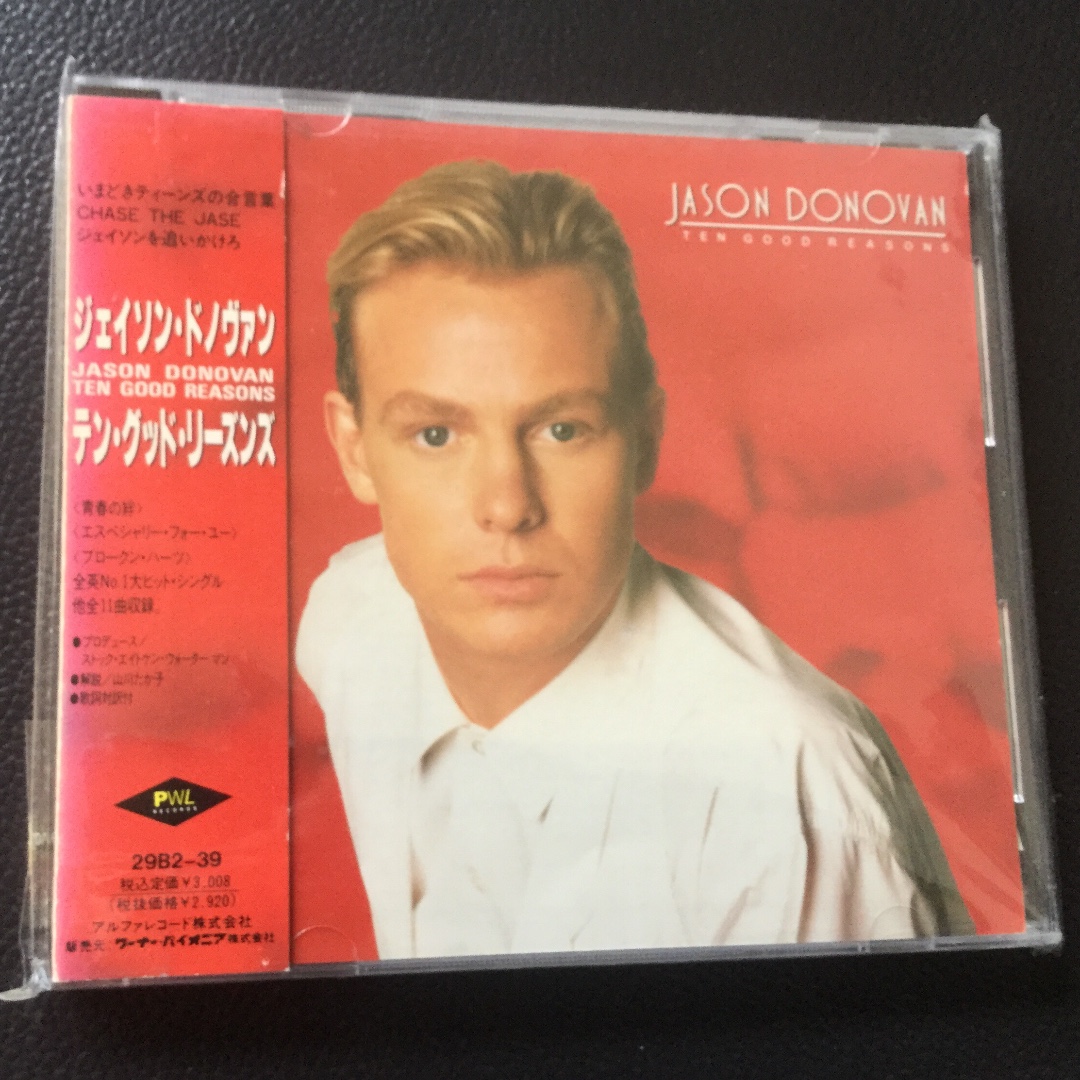 いまどきティーンズの合言葉
CHASE THE JASE
ジェイソンを追いかけろ
ジェイソン・ドノヴァン
JASON DONOVAN
TEN GOOD REASONS
テン・グッド・リーズンズ
〈青春の絆〉
〈エスペシャリー・フォー・ユー〉
〈ブロークン・ハーツ〉
全英No.1大ヒット・シングル
他全11曲収録。
●プロデュース/
ストック・エイトケン・ウォーターマン
●解説/山川たか子
●歌詞対訳付
PWL
RECORDS
29B2-39
税込定価¥3,008
(税抜価格¥2,920)
アルファレコード株式会社
販売元:ワーナー・パイオニア株式会社
JASON DONOVAN
TEN GOOD REASONS